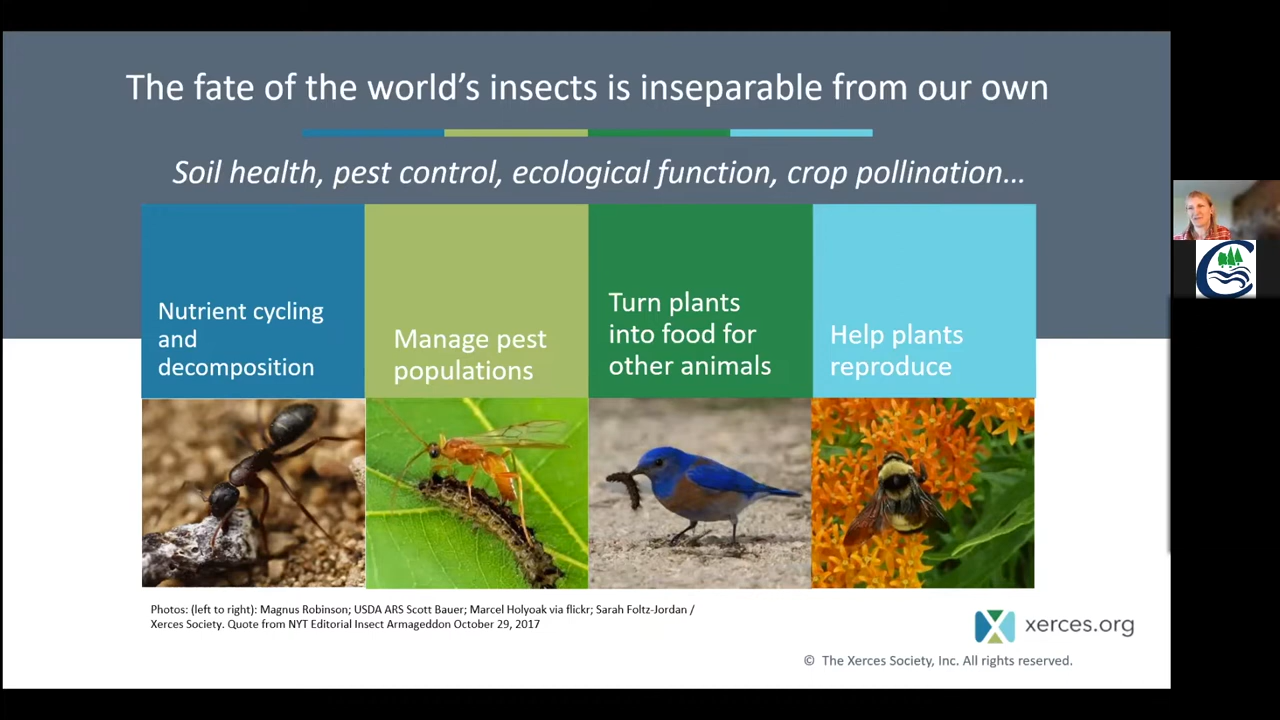 The fate of the world's insects is inseparable from our own
Soil health, pest control, ecological function, crop pollination…
Nutrient cycling
and
decomposition
Manage pest
populations
Turn plants
into food for
other animals
Help plants
reproduce
Photos: (left to right): Magnus Robinson; USDA ARS Scott Bauer; Marcel Holyoak via flickr; Sarah Foltz-Jordan /
Xerces Society. Quote from NYT Editorial Insect Armageddon October 29, 2017
xerces.org
© The Xerces Society, Inc. All rights reserved.